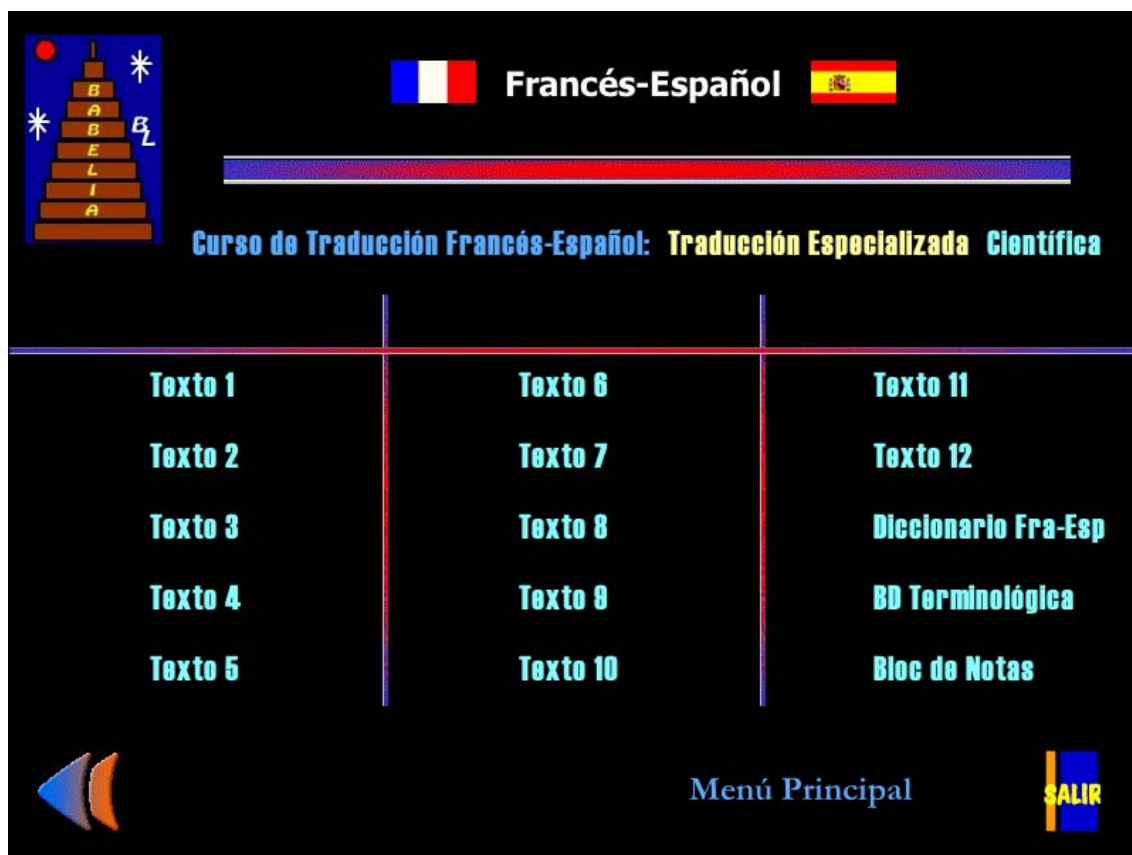 BABELIA
BL
Francés-Español
Curso de Traducción Francés-Español: Traducción Especializada Científica
Texto 1
Texto 2
Texto 3
Texto 4
Texto 5
Texto 6
Texto 7
Texto 8
Texto 9
Texto 10
Texto 11
Texto 12
Diccionario Fra-Esp
BD Terminológica
Bloc de Notas
Menú Principal
SALIR